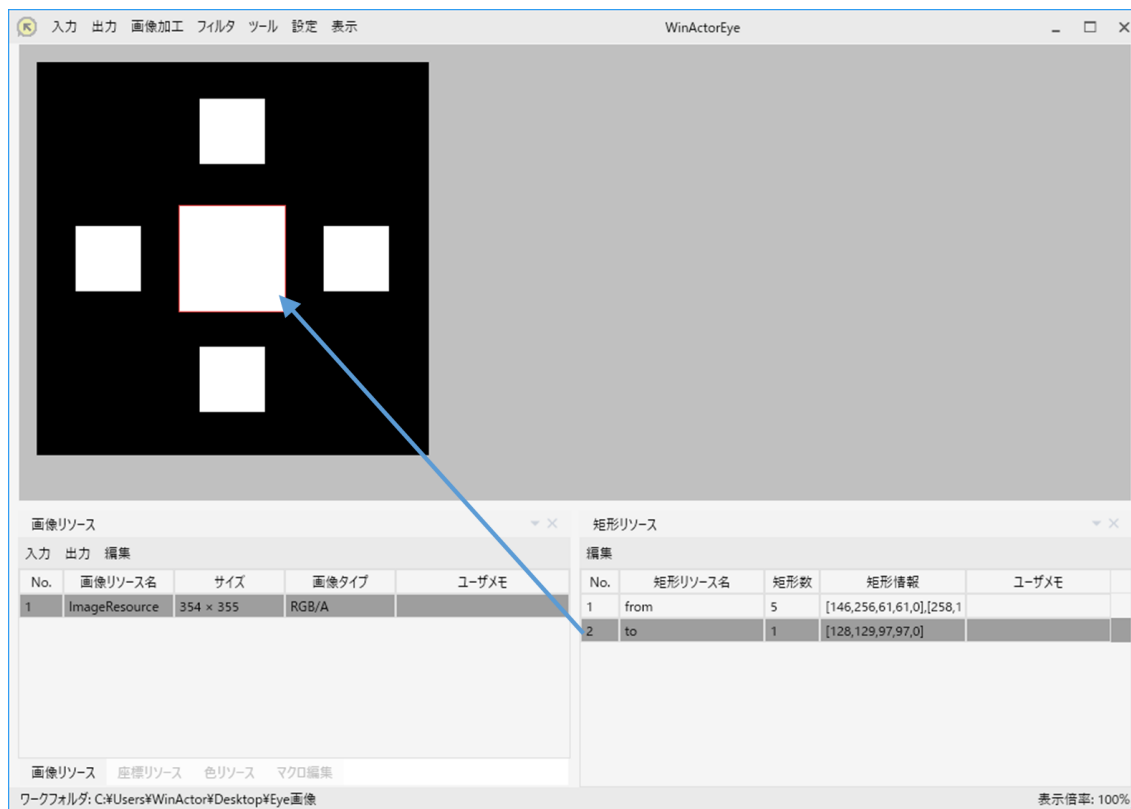 入力 出力 画像加工 フィルタ ツール 設定 表示 WinActorEye
画像リソース
入力 出力 編集
No. 画像リソース名 サイズ 画像タイプ ユーザメモ
1 ImageResource 354 × 355 RGB/A
画像リソース 座標リソース 色リソース マクロ編集
矩形リソース
編集
No. 矩形リソース名 矩形数 矩形情報 ユーザメモ
1 from 5 [146,256,61,61,0],[258,1
2 to 1 [128,129,97,97,0]
ワークフォルダ: C:¥Users¥WinActor¥Desktop¥Eye画像 表示倍率: 100%